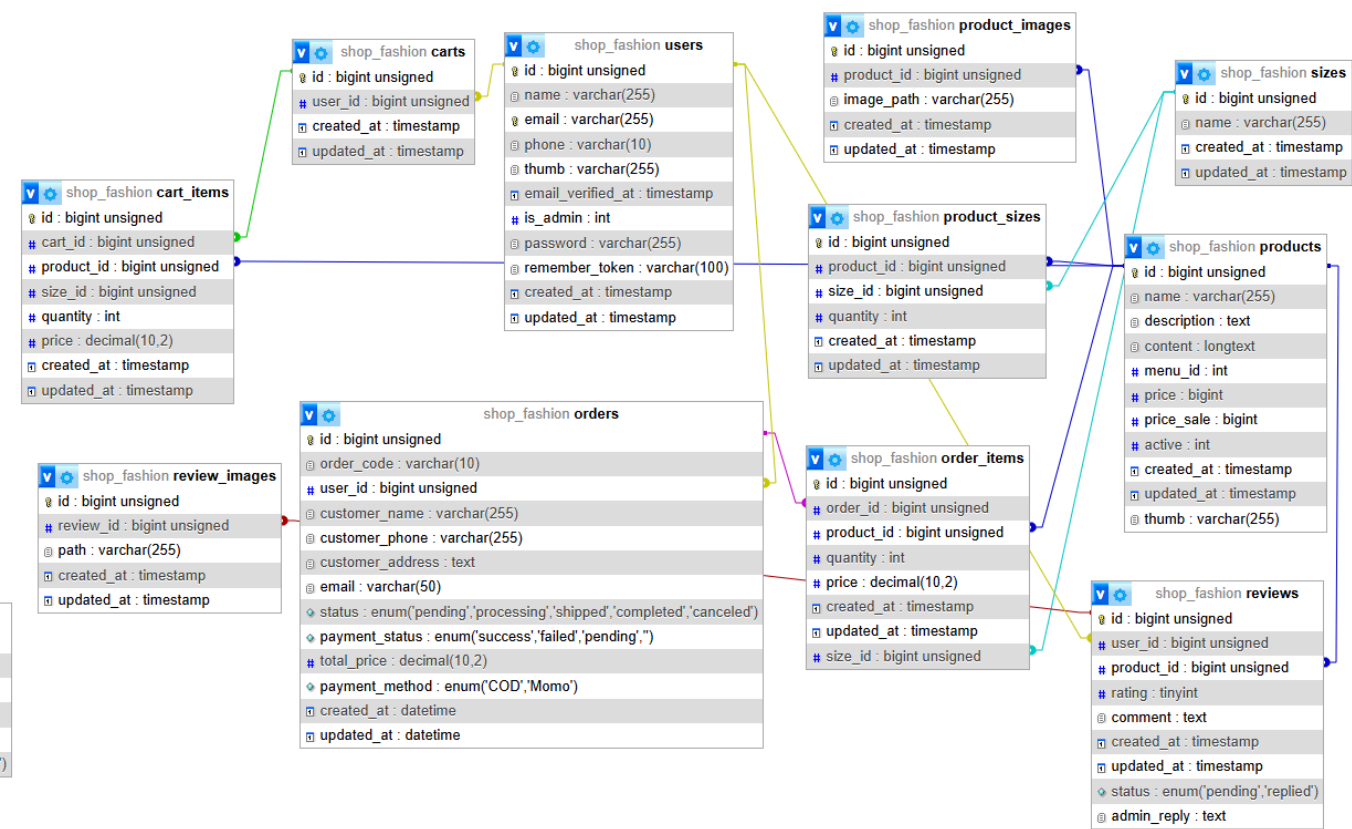 shop_fashion carts
id : bigint unsigned
user_id : bigint unsigned
created_at : timestamp
updated_at : timestamp
shop_fashion users
id : bigint unsigned
name : varchar(255)
email : varchar(255)
phone : varchar(10)
thumb : varchar(255)
email_verified_at : timestamp
is_admin : int
password : varchar(255)
remember_token : varchar(100)
created_at : timestamp
updated_at : timestamp
shop_fashion product_images
id : bigint unsigned
product_id : bigint unsigned
image_path : varchar(255)
created_at : timestamp
updated_at : timestamp
shop_fashion sizes
id : bigint unsigned
name : varchar(255)
created_at : timestamp
updated_at : timestamp
shop_fashion cart_items
id : bigint unsigned
cart_id : bigint unsigned
product_id : bigint unsigned
size_id : bigint unsigned
quantity : int
price : decimal(10,2)
created_at : timestamp
updated_at : timestamp
shop_fashion product_sizes
id : bigint unsigned
product_id : bigint unsigned
size_id : bigint unsigned
quantity : int
created_at : timestamp
updated_at : timestamp
shop_fashion products
id : bigint unsigned
name : varchar(255)
description : text
content : longtext
menu_id : int
price : bigint
price_sale : bigint
active : int
created_at : timestamp
updated_at : timestamp
thumb : varchar(255)
shop_fashion orders
id : bigint unsigned
order_code : varchar(10)
user_id : bigint unsigned
customer_name : varchar(255)
customer_phone : varchar(255)
customer_address : text
email : varchar(50)
status : enum('pending','processing','shipped','completed','canceled')
payment_status : enum('success','failed','pending','')
total_price : decimal(10,2)
payment_method : enum('COD','Momo')
created_at : datetime
updated_at : datetime
shop_fashion review_images
id : bigint unsigned
review_id : bigint unsigned
path : varchar(255)
created_at : timestamp
updated_at : timestamp
shop_fashion order_items
id : bigint unsigned
order_id : bigint unsigned
product_id : bigint unsigned
quantity : int
price : decimal(10,2)
created_at : timestamp
updated_at : timestamp
size_id : bigint unsigned
shop_fashion reviews
id : bigint unsigned
user_id : bigint unsigned
product_id : bigint unsigned
rating : tinyint
comment : text
created_at : timestamp
updated_at : timestamp
status : enum('pending','replied')
admin_reply : text
')